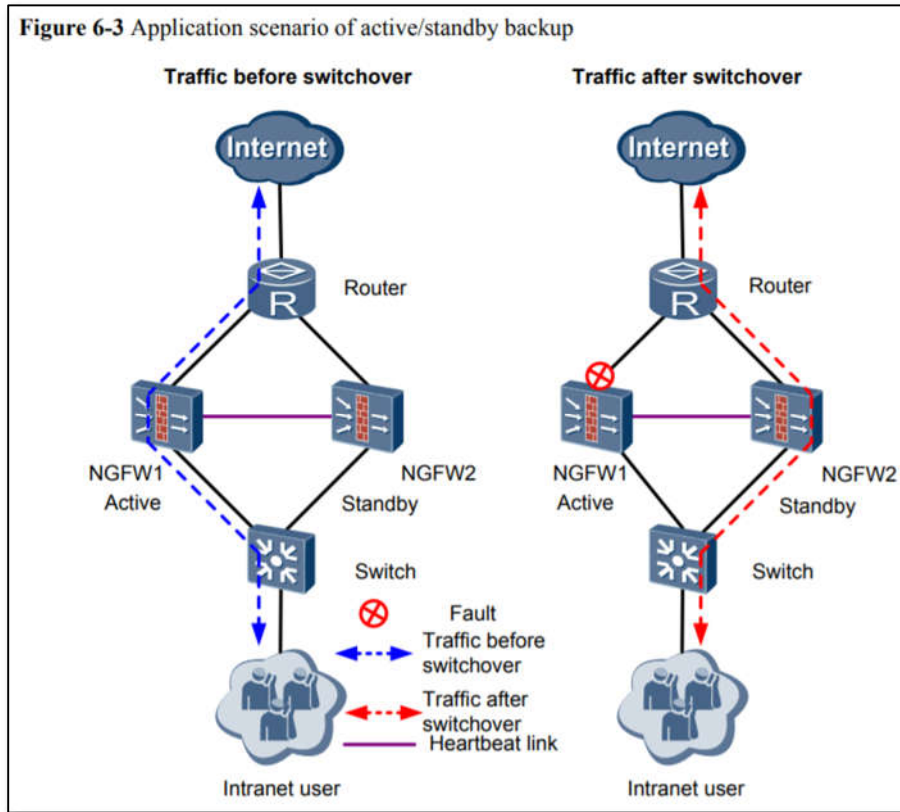 Figure 6-3 Application scenario of active/standby backup
Traffic before switchover
Internet
Router
R
NGFW1
Active
NGFW2
Standby
Switch
Fault
Traffic before
switchover
Traffic after
switchover
Heartbeat link
Intranet user
Traffic after switchover
Internet
Router
R
NGFW1
Active
NGFW2
Standby
Switch
Intranet user